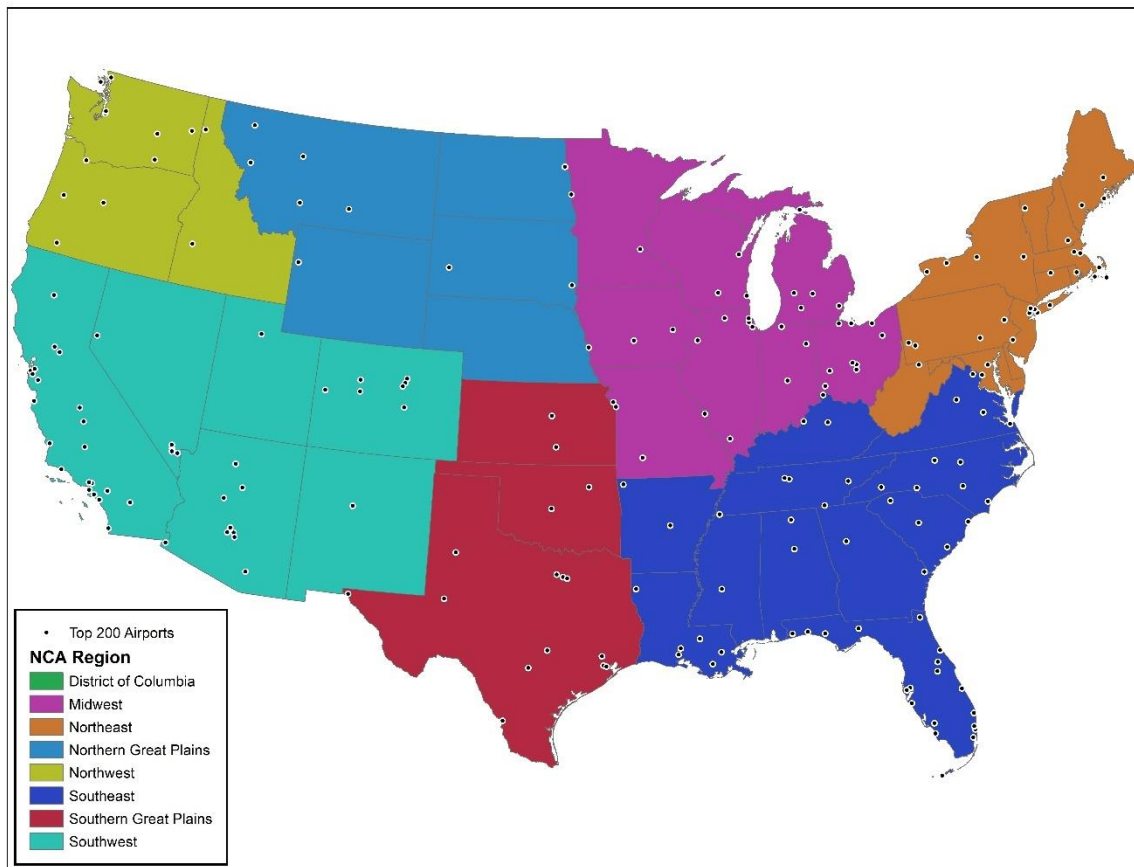 Top 200 Airports
NCA Region
District of Columbia
Midwest
Northeast
Northern Great Plains
Northwest
Southeast
Southern Great Plains
Southwest